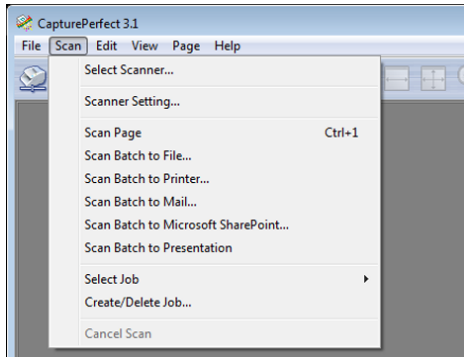 CapturePerfect 3.1
File Scan Edit View Page Help
Select Scanner...
Scanner Setting...
Scan Page Ctrl+1
Scan Batch to File...
Scan Batch to Printer...
Scan Batch to Mail...
Scan Batch to Microsoft SharePoint...
Scan Batch to Presentation
Select Job
Create/Delete Job...
Cancel Scan